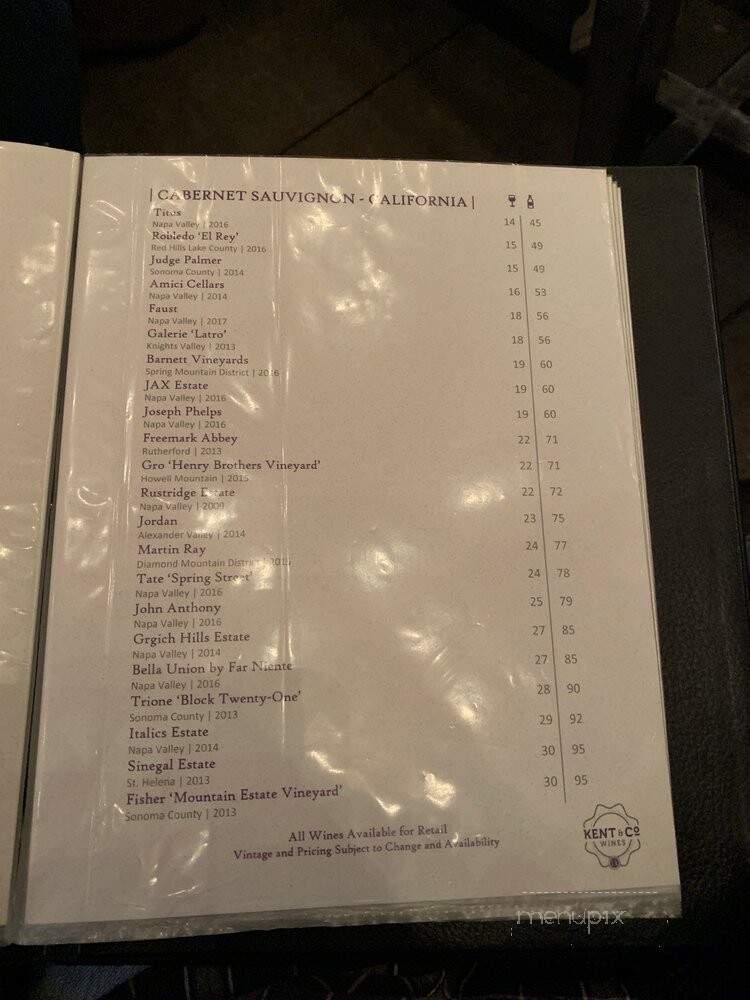 | CABERNET SAUVIGNON - CALIFORNIA |
Titus 14 45
Napa Valley | 2016
Robledo ‘El Rey’ 15 49
Red Hills Lake County | 2016
Judge Palmer 15 49
Sonoma County | 2014
Amici Cellars 16 53
Napa Valley | 2014
Faust 18 56
Napa Valley | 2017
Galerie ‘Latro’ 18 56
Knights Valley | 2013
Barnett Vineyards 19 60
Spring Mountain District | 2016
JAX Estate 19 60
Napa Valley | 2016
Joseph Phelps 19 60
Napa Valley | 2016
Freemark Abbey 22 71
Rutherford | 2013
Gro ‘Henry Brothers Vineyard’ 22 71
Howell Mountain | 2015
Rustridge Estate 22 72
Napa Valley | 2009
Jordan 23 75
Alexander Valley | 2014
Martin Ray 24 77
Diamond Mountain District |
Tate ‘Spring Street’ 24 78
Napa Valley | 2016
John Anthony 25 79
Napa Valley | 2016
Grgich Hills Estate 27 85
Napa Valley | 2014
Bella Union by Far Niente 27 85
Napa Valley | 2016
Trione ‘Block Twenty-One’ 28 90
Sonoma County | 2013
Italics Estate 29 92
Napa Valley | 2014
Sinegal Estate 30 95
St. Helena | 2013
Fisher ‘Mountain Estate Vineyard’ 30 95
Sonoma County | 2013
All Wines Available for Retail
Vintage and Pricing Subject to Change and Availability
KENT & Co
WINES
menupix